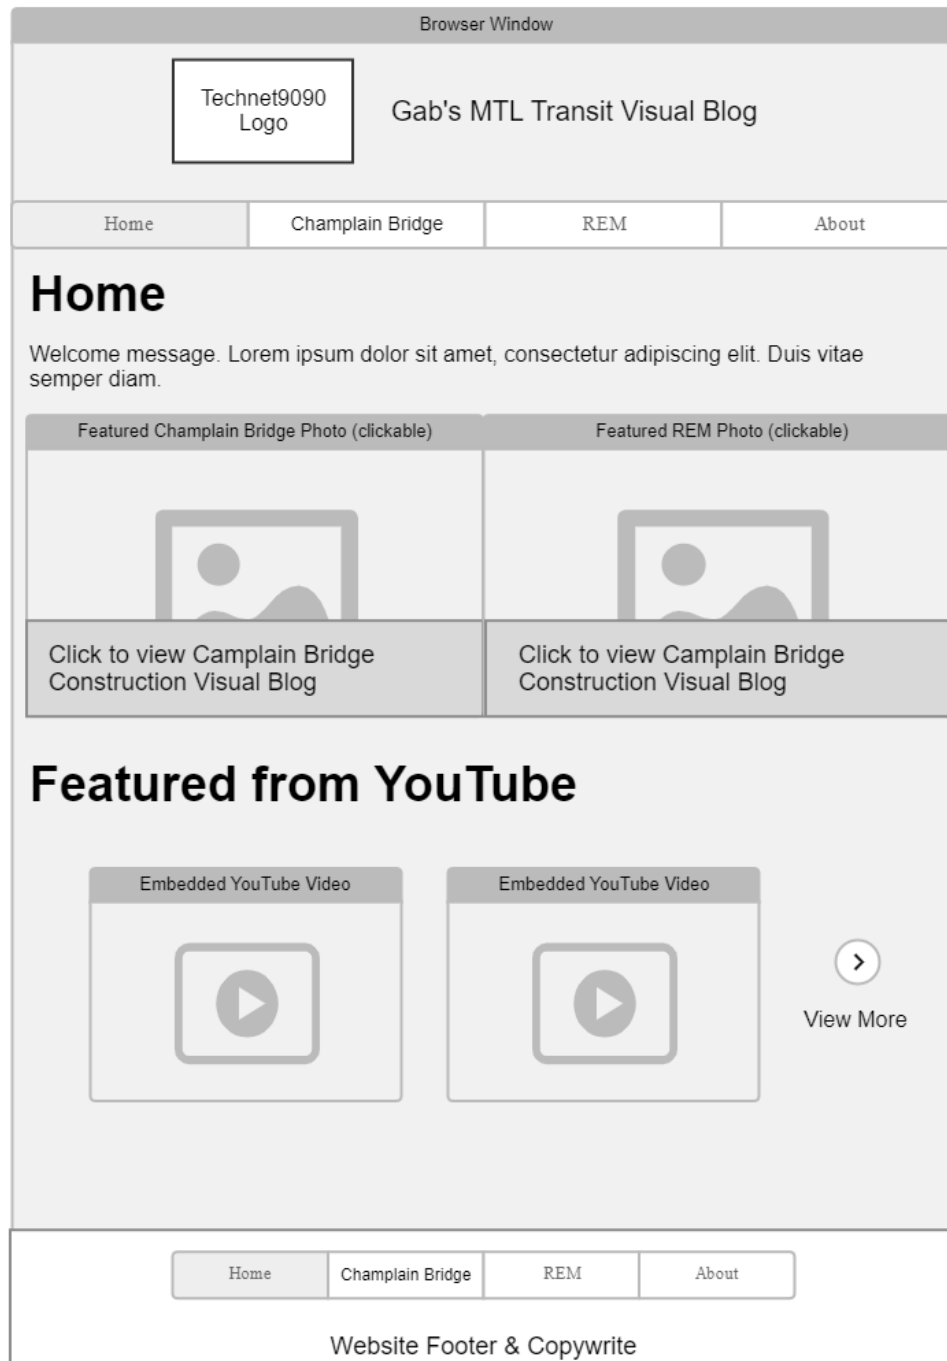 Browser Window
Technet9090
Logo
Gab's MTL Transit Visual Blog
Home
Champlain Bridge
REM
About
Home
Welcome message. Lorem ipsum dolor sit amet, consectetur adipiscing elit. Duis vitae
semper diam.
Featured Champlain Bridge Photo (clickable)
Featured REM Photo (clickable)
Click to view Camplain Bridge
Construction Visual Blog
Click to view Camplain Bridge
Construction Visual Blog
Featured from YouTube
Embedded YouTube Video
Embedded YouTube Video
View More
Home
Champlain Bridge
REM
About
Website Footer & Copywrite